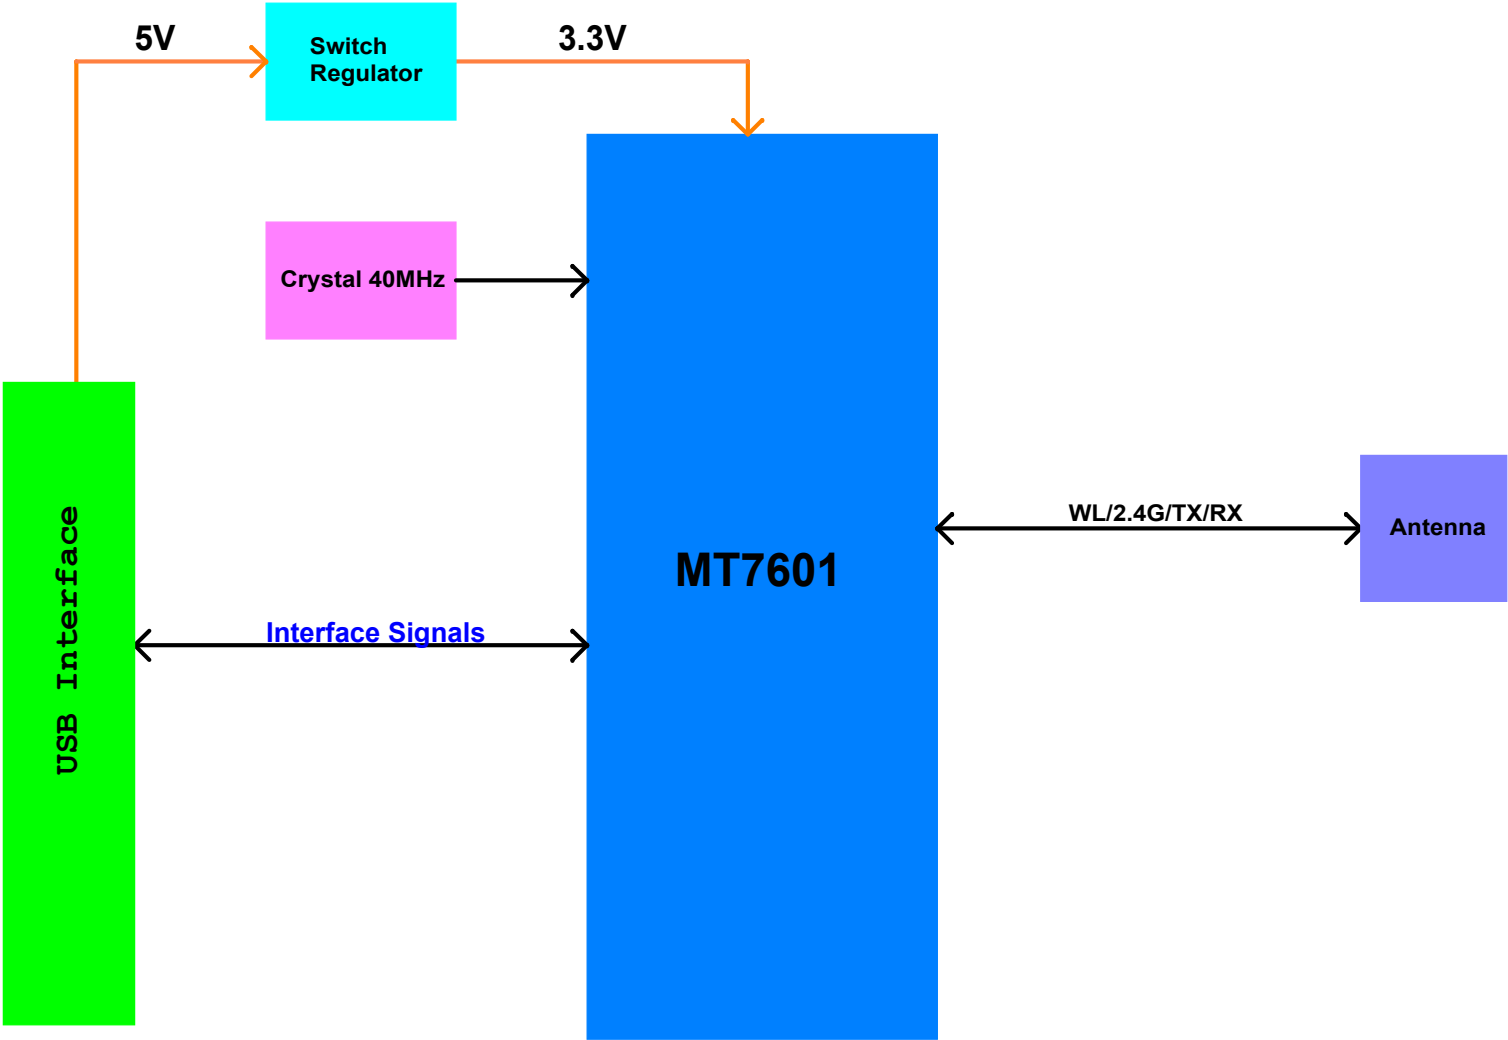 5V
Switch
Regulator
3.3V
Crystal 40MHz
WL/2.4G/TX/RX
Antenna
MT7601
Interface Signals
USB Interface